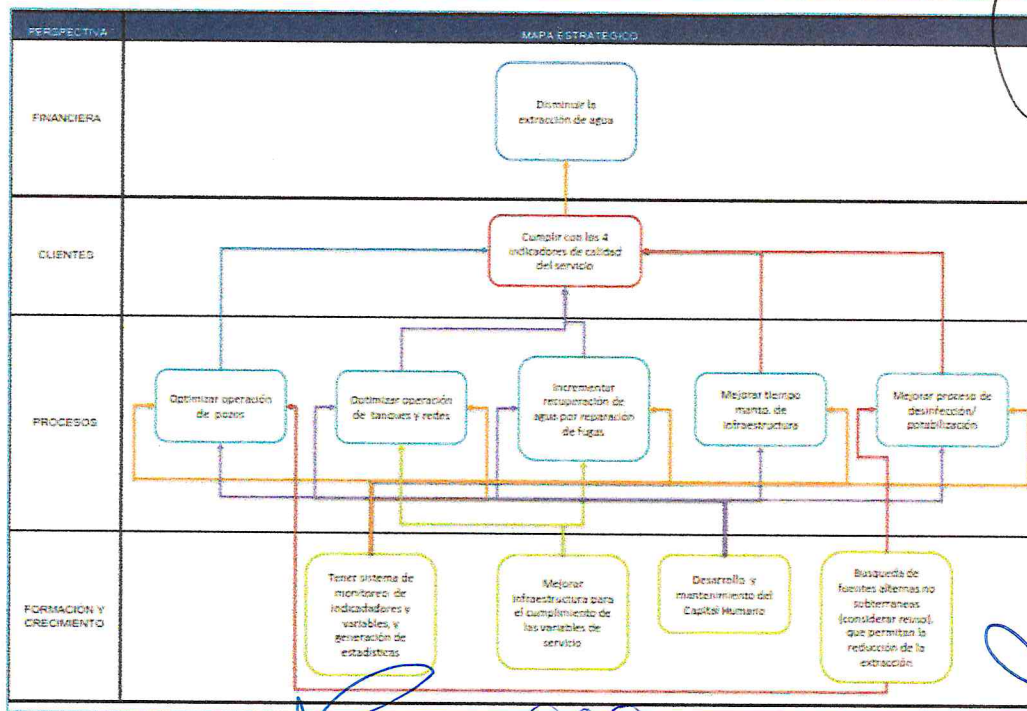 PERSPECTIVA
MAPA ESTRATEGICO
FINANCIERA
Disminuir la
extracción de agua
CLIENTES
Cumplir con los 4
indicadores de calidad
del servicio
PROCESOS
Optimizar operación
de pozos
Optimizar operación
de tanques y redes
Incrementar
recuperación de
agua por reparación
de fugas
Mejorar tiempo
manto. de
infraestructura
Mejorar proceso de
desinfección/
potabilización
FORMACIÓN Y
CRECIMIENTO
Tener sistema de
monitoreo de
indicadadores y
variables, y
generación de
estadísticas
Mejorar
infraestructura para
el cumplimiento de
las variables de
servicio
Desarrollo y
mantenimiento del
Capital Humano
Busqueda de
fuentes alternas no
subterraneas
(considerar reuso),
que permitan la
reducción de la
extracción